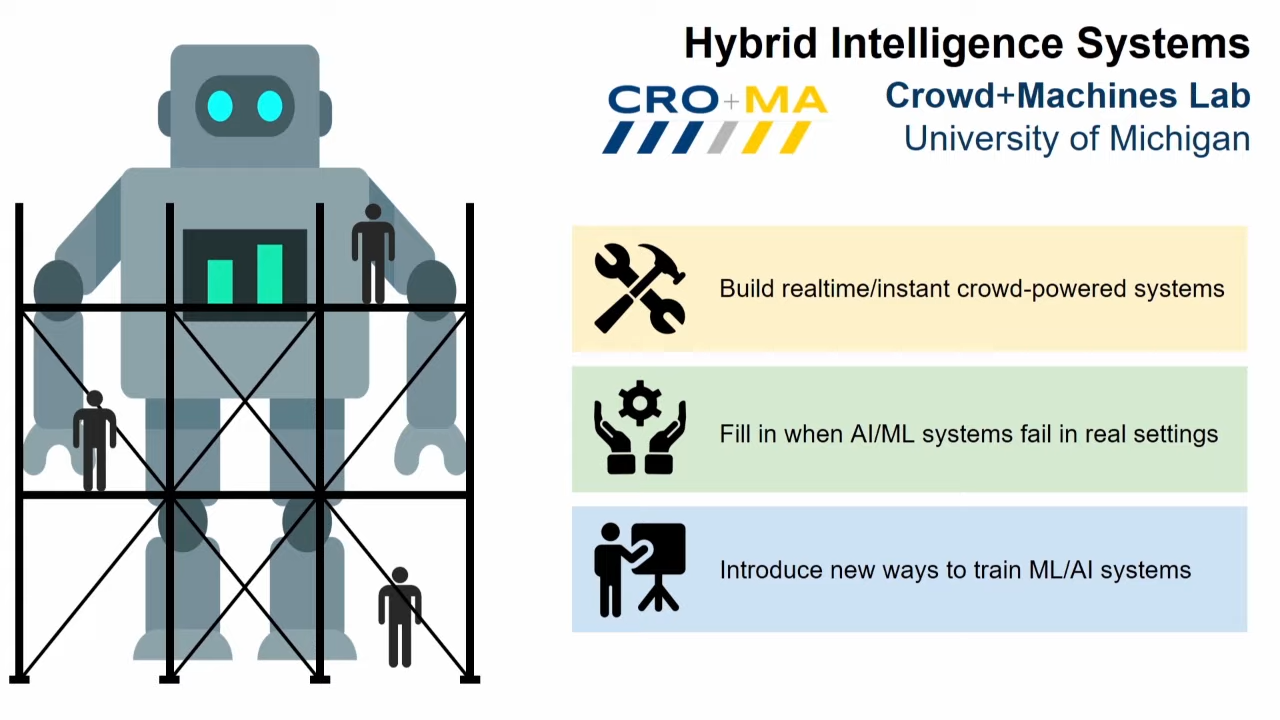 Hybrid Intelligence Systems
CRO+MA
Crowd+Machines Lab
University of Michigan
Build realtime/instant crowd-powered systems
Fill in when AI/ML systems fail in real settings
Introduce new ways to train ML/AI systems